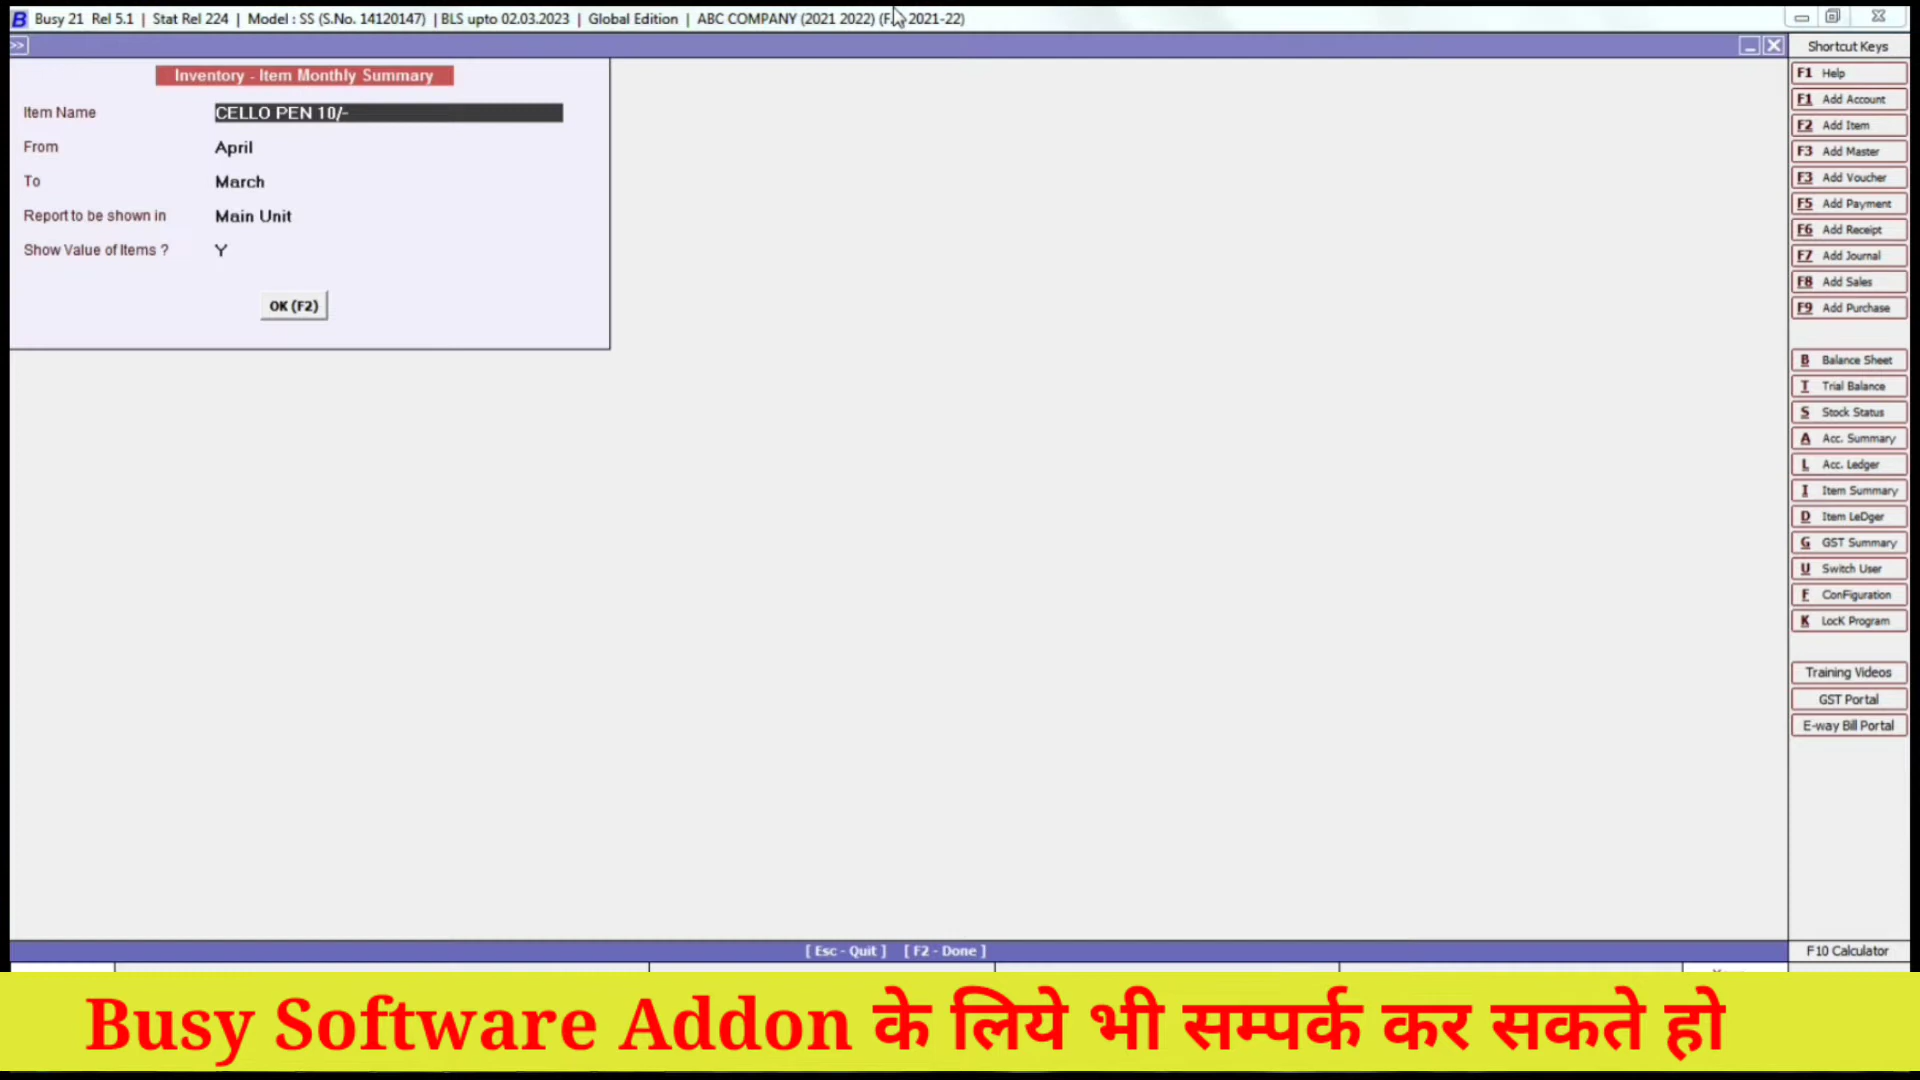 Busy 21 Rel 5.1 | Stat Rel 224 | Model : SS (S.No. 14120147) | BLS upto 02.03.2023 | Global Edition | ABC COMPANY (2021 2022) (F. 2021-22)
>>
Shortcut Keys
Inventory - Item Monthly Summary
Item Name CELLO PEN 10/-
From April
To March
Report to be shown in Main Unit
Show Value of Items ? Y
OK (F2)
F1 Help
F1 Add Account
F2 Add Item
F3 Add Master
F3 Add Voucher
F5 Add Payment
F6 Add Receipt
F7 Add Journal
F8 Add Sales
F9 Add Purchase
B Balance Sheet
T Trial Balance
S Stock Status
A Acc. Summary
L Acc. Ledger
I Item Summary
D Item LeDger
G GST Summary
U Switch User
F ConFiguration
K LocK Program
Training Videos
GST Portal
E-way Bill Portal
[ Esc - Quit ] [ F2 - Done ]
F10 Calculator
Busy Software Addon के लिये भी सम्पर्क कर सकते हो